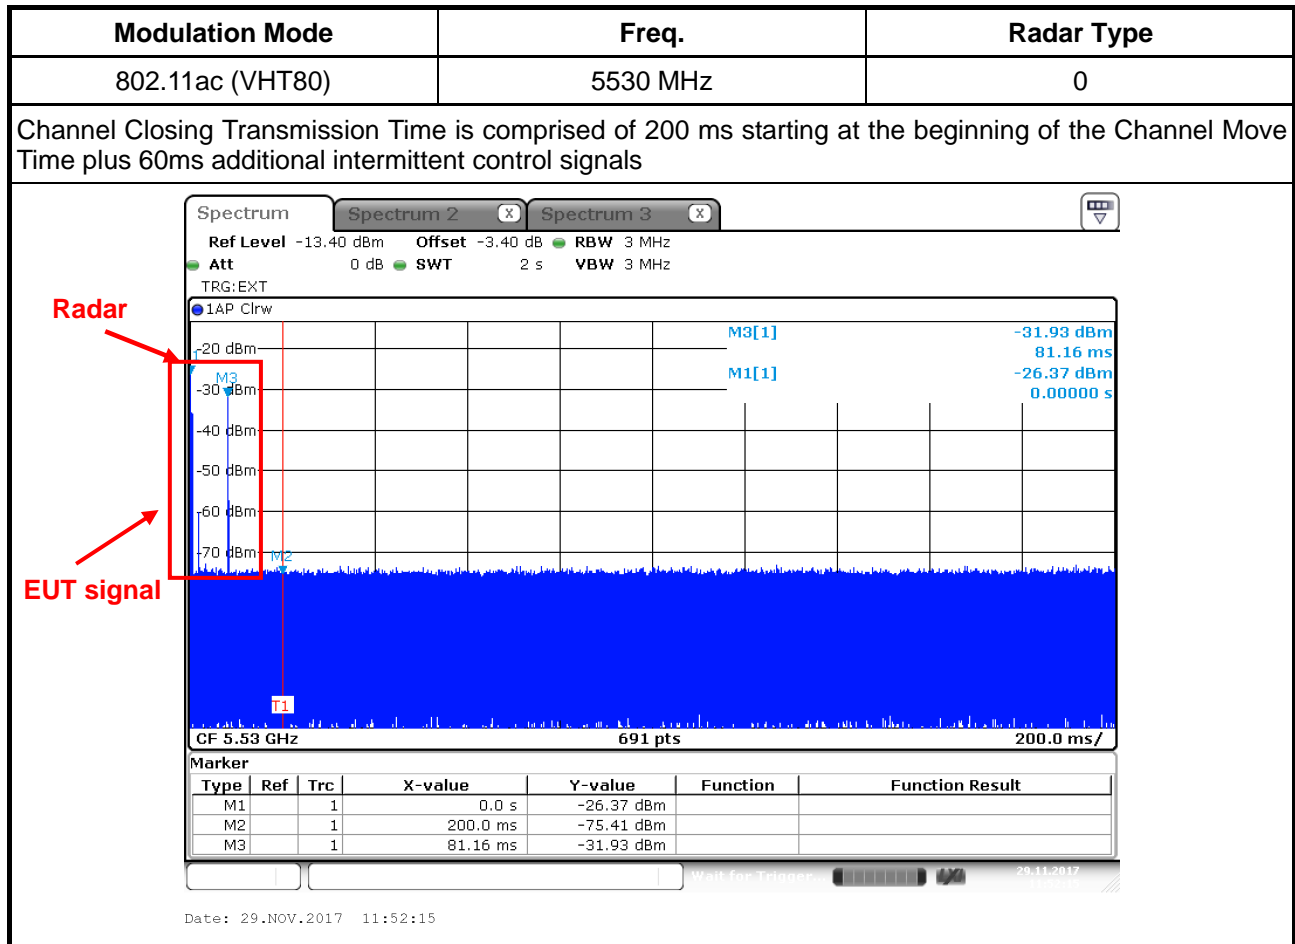 Modulation Mode Freq. Radar Type
802.11ac (VHT80) 5530 MHz 0
Channel Closing Transmission Time is comprised of 200 ms starting at the beginning of the Channel Move
Time plus 60ms additional intermittent control signals
Spectrum Spectrum 2 X Spectrum 3 X
Ref Level -13.40 dBm Offset -3.40 dB RBW 3 MHz
Att 0 dB SWT 2 s VBW 3 MHz
TRG:EXT
1AP Clrw
Radar
M3[1] -31.93 dBm
81.16 ms
M1[1] -26.37 dBm
0.00000 s
-20 dBm
M3
-30 dBm
-40 dBm
-50 dBm
-60 dBm
-70 dBm
M2
EUT signal
T1
CF 5.53 GHz 691 pts 200.0 ms/
Marker
Type Ref Trc X-value Y-value Function Function Result
M1 1 0.0 s -26.37 dBm
M2 1 200.0 ms -75.41 dBm
M3 1 81.16 ms -31.93 dBm
Wait for Trigger... 29.11.2017
Date: 29.NOV.2017 11:52:15